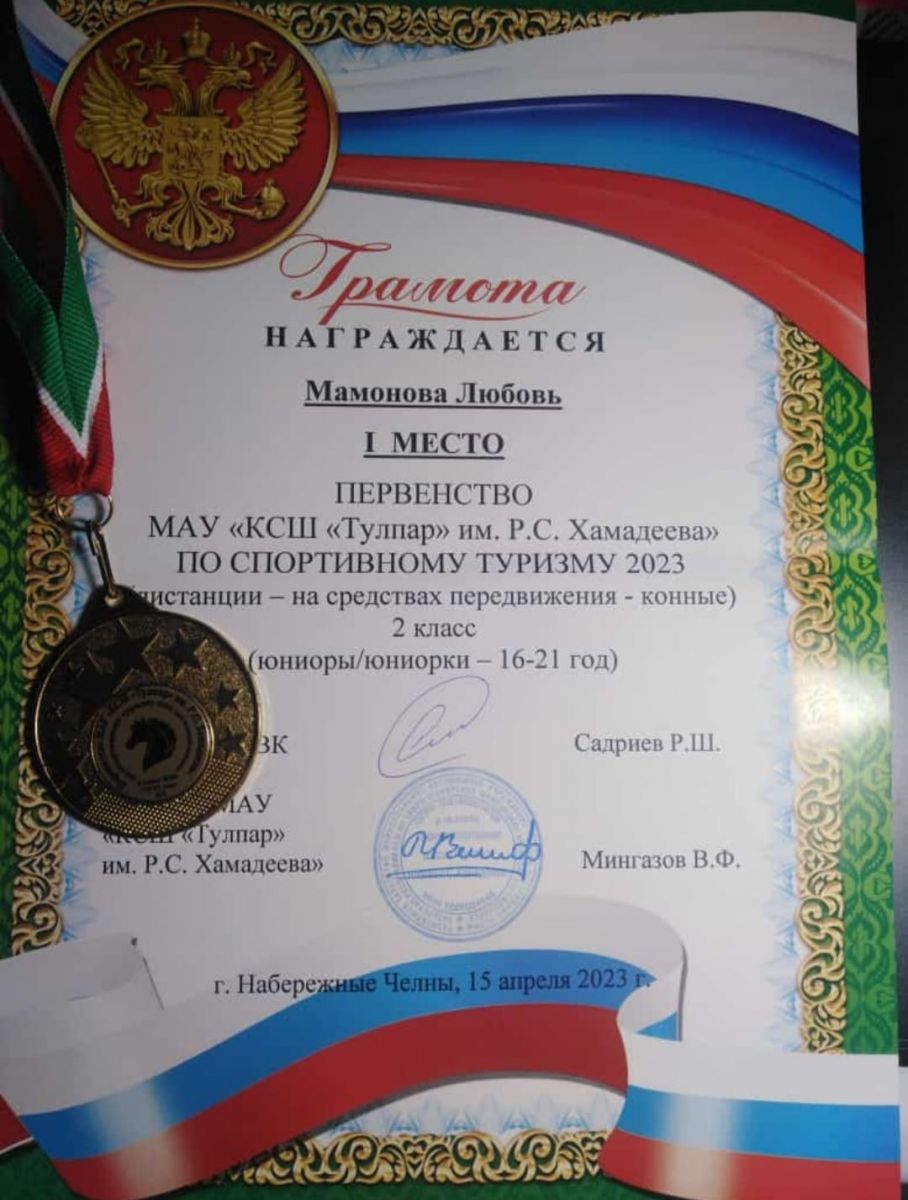 Грамота
НАГРАЖДАЕТСЯ
Мамонова Любовь
I МЕСТО
ПЕРВЕНСТВО
МАУ «КСШ «Тулпар» им. Р.С. Хамадеева»
ПО СПОРТИВНОМУ ТУРИЗМУ 2023
дистанции – на средствах передвижения - конные)
2 класс
(юниоры/юниорки – 16-21 год)
Садриев Р.Ш.
МАУ
«КСШ «Тулпар»
им. Р.С. Хамадеева»
Мингазов В.Ф.
г. Набережные Челны, 15 апреля 2023 г.